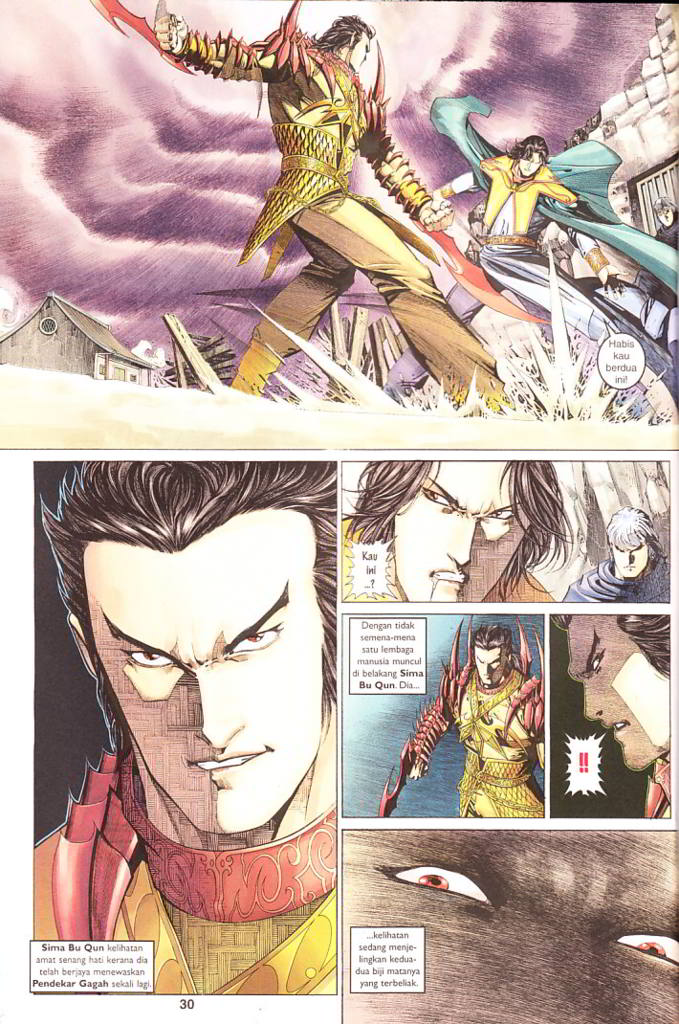 Habis
kau
berdua
ini!
Kau
ini
...?
Dengan tidak
semena-mena
satu lembaga
manusia muncul
di belakang Sima
Bu Qun. Dia...
!!
Sima Bu Qun kelihatan
amat senang hati kerana dia
telah berjaya menewaskan
Pendekar Gagah sekali lagi.
...kelihatan
sedang menje-
lingkan kedua-
dua biji matanya
yang terbeliak.
30